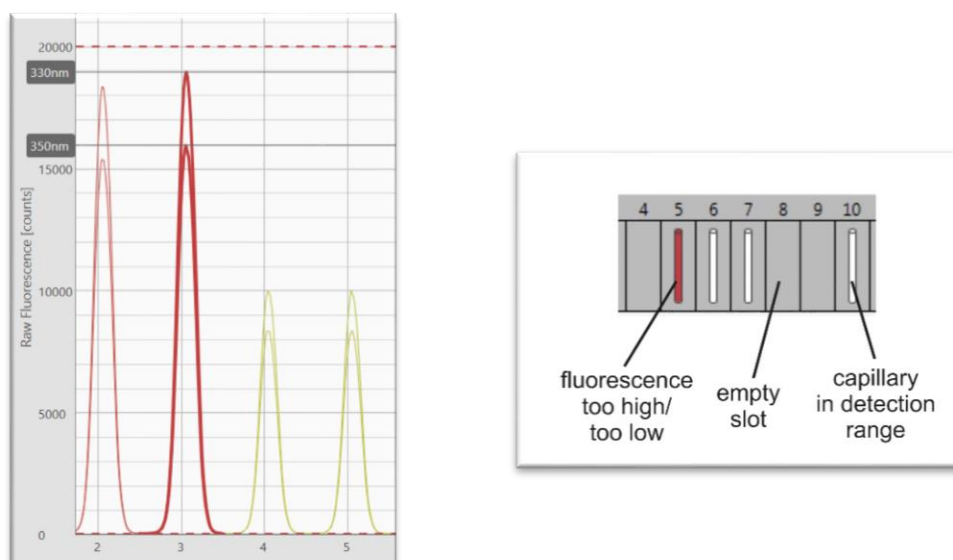 20000
330nm
350nm
15000
Raw Fluorescence [counts]
10000
5000
0
2 3 4 5
4 5 6 7 8 9 10
fluorescence
too high/
too low
empty
slot
capillary
in detection
range